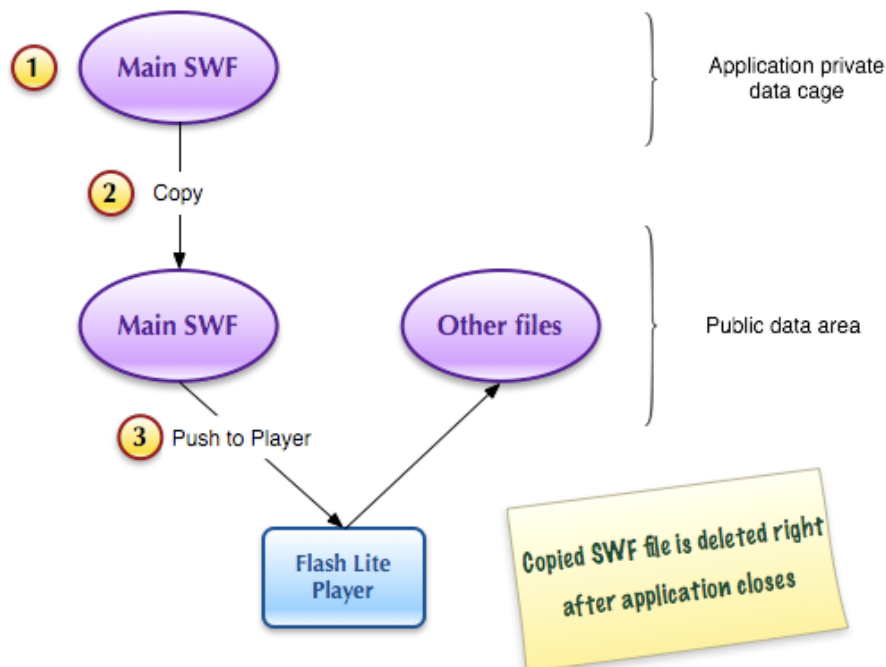 1
Main SWF
Application private
data cage
2
Copy
Main SWF
Other files
Public data area
3
Push to Player
Flash Lite
Player
Copied SWF file is deleted right
after application closes